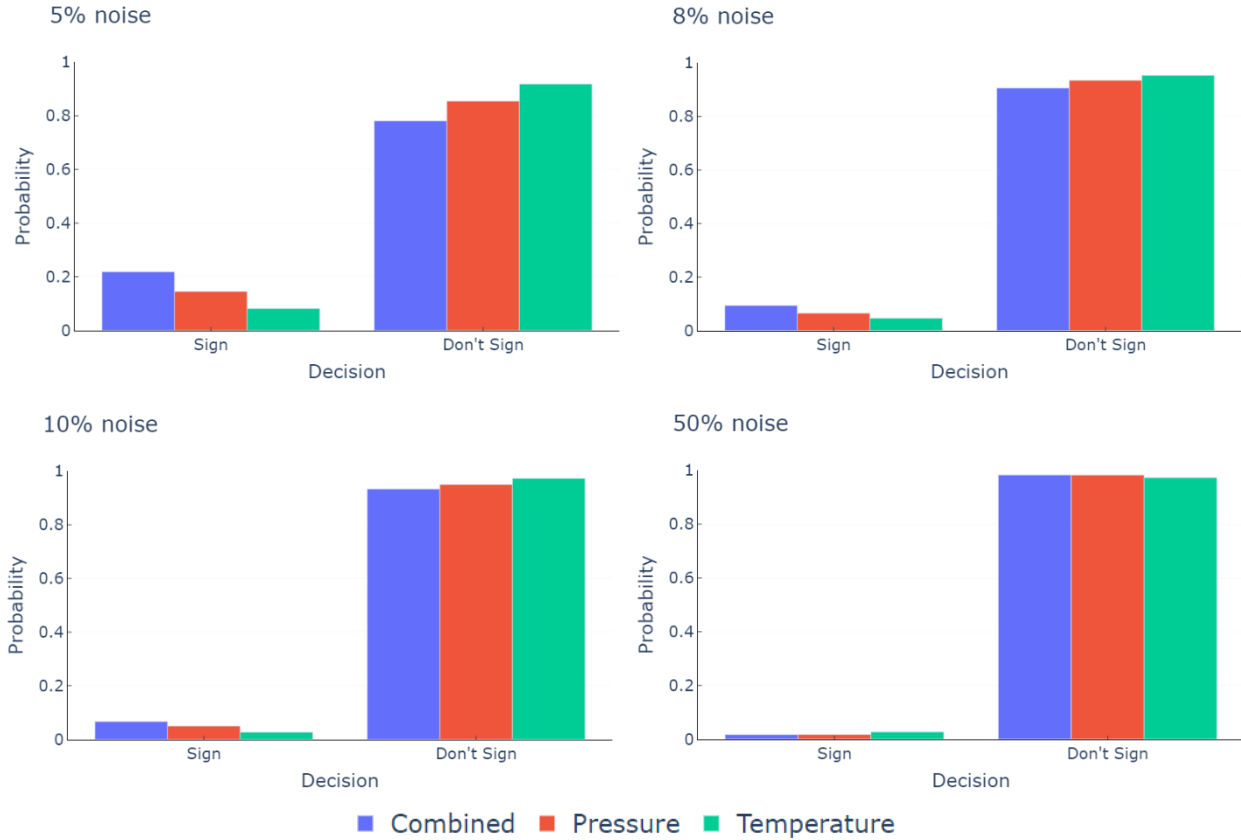 5% noise
1
0.8
0.6
0.4
0.2
0
Probability
Sign
Don't Sign
Decision
8% noise
1
0.8
0.6
0.4
0.2
0
Probability
Sign
Don't Sign
Decision
10% noise
1
0.8
0.6
0.4
0.2
0
Probability
Sign
Don't Sign
Decision
50% noise
1
0.8
0.6
0.4
0.2
0
Probability
Sign
Don't Sign
Decision
Combined Pressure Temperature